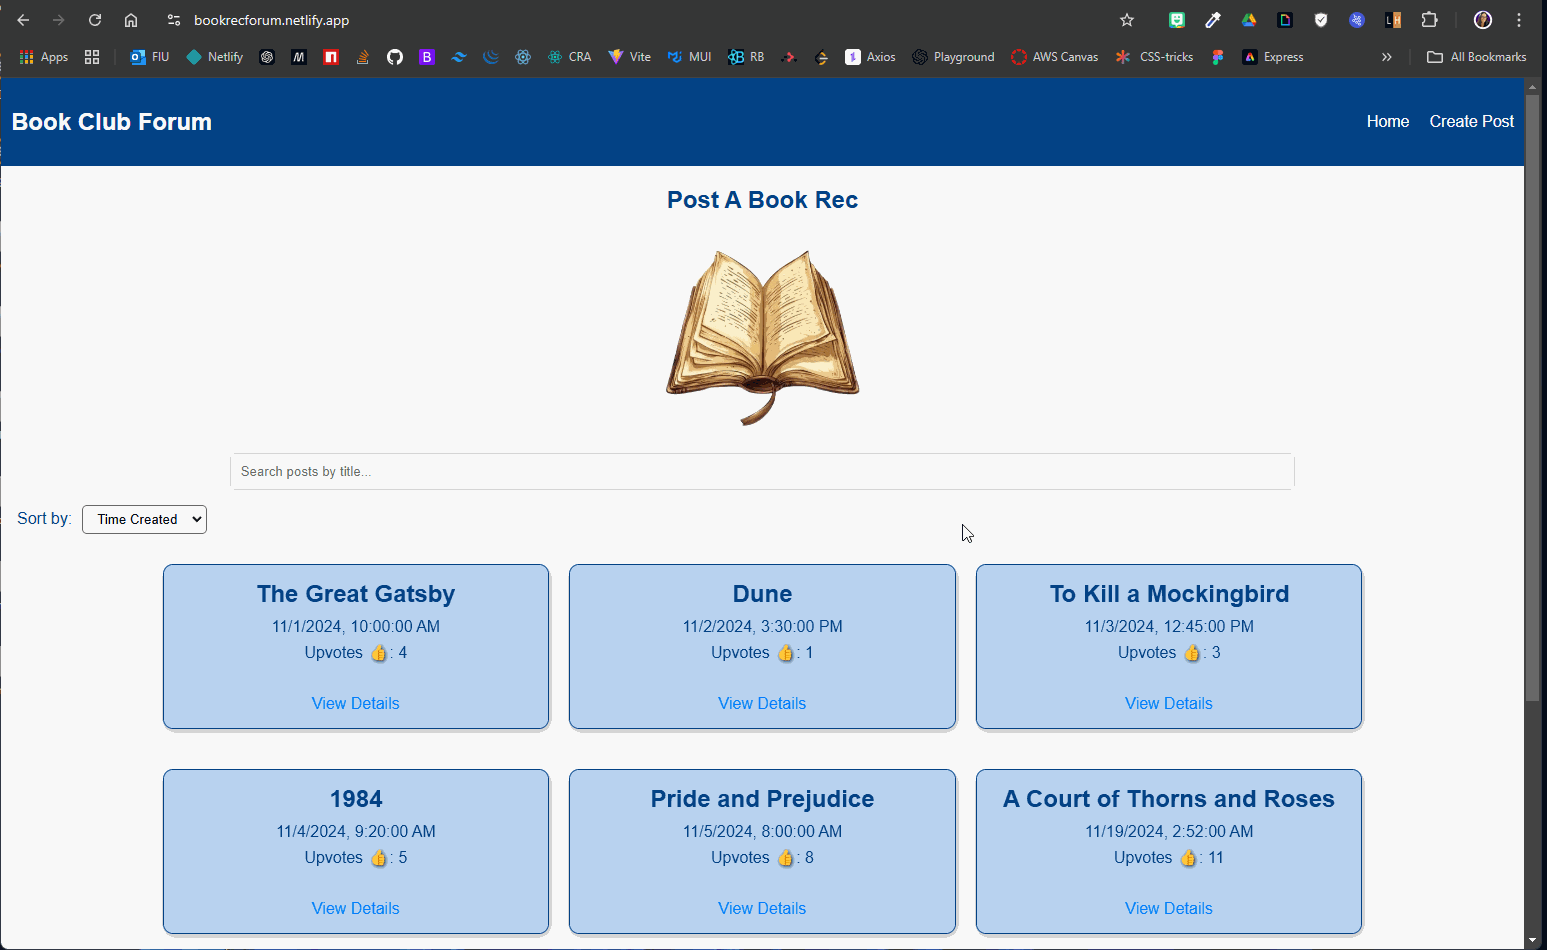 bookrecforum.netlify.app
Apps FIU Netlify M B CRA Vite MUI RB Axios Playground AWS Canvas CSS-tricks Express » All Bookmarks
Book Club Forum Home Create Post
Post A Book Rec
Search posts by title...
Sort by: Time Created
The Great Gatsby Dune To Kill a Mockingbird
11/1/2024, 10:00:00 AM 11/2/2024, 3:30:00 PM 11/3/2024, 12:45:00 PM
Upvotes 👍: 4 Upvotes 👍: 1 Upvotes 👍: 3
View Details View Details View Details
1984 Pride and Prejudice A Court of Thorns and Roses
11/4/2024, 9:20:00 AM 11/5/2024, 8:00:00 AM 11/19/2024, 2:52:00 AM
Upvotes 👍: 5 Upvotes 👍: 8 Upvotes 👍: 11
View Details View Details View Details